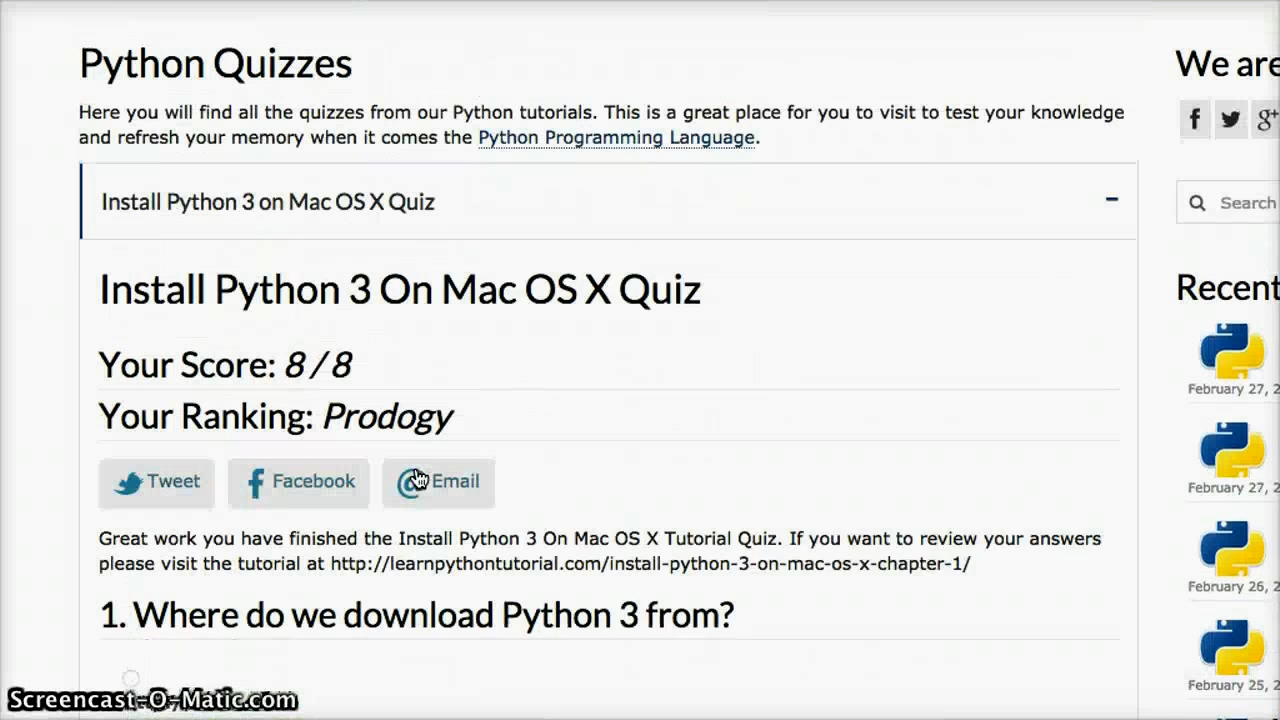 Python Quizzes
Here you will find all the quizzes from our Python tutorials. This is a great place for you to visit to test your knowledge
and refresh your memory when it comes the Python Programming Language.
Install Python 3 on Mac OS X Quiz
Install Python 3 On Mac OS X Quiz
Your Score: 8 / 8
Your Ranking: Prodogy
Tweet
Facebook
Email
Great work you have finished the Install Python 3 On Mac OS X Tutorial Quiz. If you want to review your answers
please visit the tutorial at http://learnpythontutorial.com/install-python-3-on-mac-os-x-chapter-1/
1. Where do we download Python 3 from?
We are
Search
Recent
February 27, 2
February 27, 2
February 26, 2
February 25, 2
Screencast-O-Matic.com